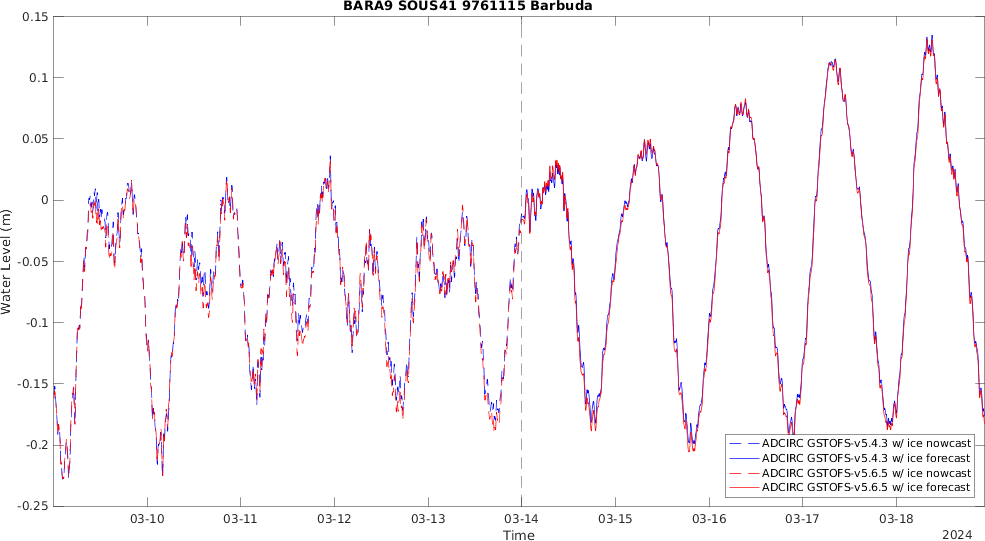 BARA9 SOUS41 9761115 Barbuda
0.15
0.1
0.05
0
-0.05
-0.1
-0.15
-0.2
-0.25
Water Level (m)
ADCIRC GSTOFS-v5.4.3 w/ ice nowcast
ADCIRC GSTOFS-v5.4.3 w/ ice forecast
ADCIRC GSTOFS-v5.6.5 w/ ice nowcast
ADCIRC GSTOFS-v5.6.5 w/ ice forecast
03-10 03-11 03-12 03-13 03-14 03-15 03-16 03-17 03-18
Time
2024